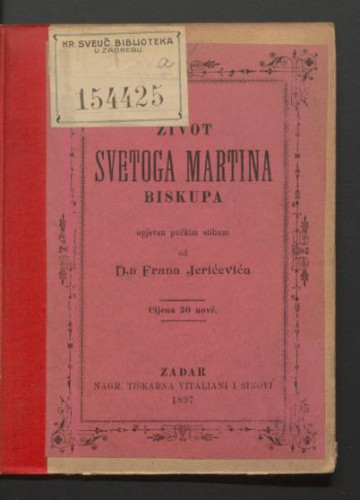 KR. SVEUČ. BIBLIOTEKA
U ZAGREBU
a
154425
ŽIVOT
SVETOGA MARTINA
BISKUPA
opjevan pučkim stihom
od
D.n Frana Jerićevića
Cijena 30 novč.
ZADAR
NAGR. TISKARNA VITALIANI I SINOVI
1897